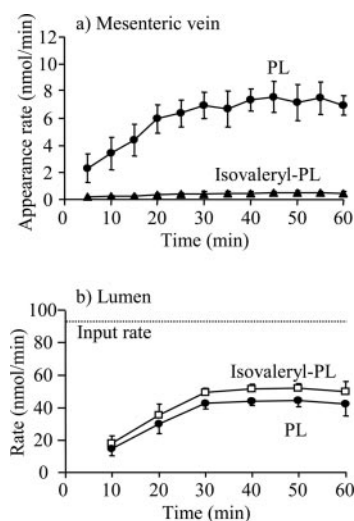 a) Mesenteric vein
Appearance rate (nmol/min)
12
10
8
6
4
2
0
PL
Isovaleryl-PL
0 10 20 30 40 50 60
Time (min)
b) Lumen
Rate (nmol/min)
100
80
60
40
20
0
Input rate
Isovaleryl-PL
PL
0 10 20 30 40 50 60
Time (min)